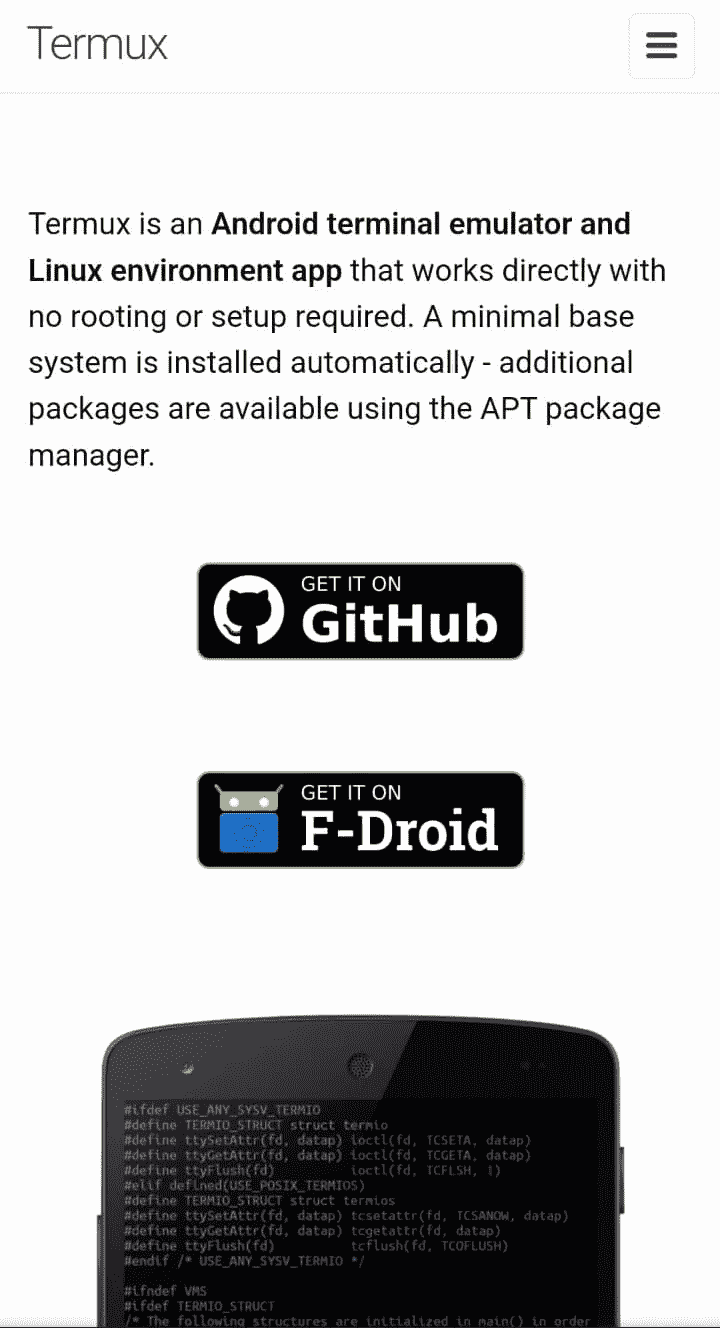 Termux
Termux is an Android terminal emulator and
Linux environment app that works directly with
no rooting or setup required. A minimal base
system is installed automatically - additional
packages are available using the APT package
manager.
GET IT ON
GitHub
GET IT ON
F-Droid
#ifdef USE_ANY_SYSV_TERMIO
#define TERMIO_STRUCT struct termio
#define ttySetAttr(fd, datap) ioctl(fd, TCSETA, datap)
#define ttyGetAttr(fd, datap) ioctl(fd, TCGETA, datap)
#define ttyFlush(fd) ioctl(fd, TCFLSH, 1)
#elif defined(USE_POSIX_TERMIOS)
#define TERMIO_STRUCT struct termios
#define ttySetAttr(fd, datap) tcsetattr(fd, TCSANOW, datap)
#define ttyGetAttr(fd, datap) tcgetattr(fd, datap)
#define ttyFlush(fd) tcflush(fd, TCOFLUSH)
#endif /* USE_ANY_SYSV_TERMIO */
#ifndef VMS
#ifdef TERMIO_STRUCT
/* The following structures are initialized in main() in order